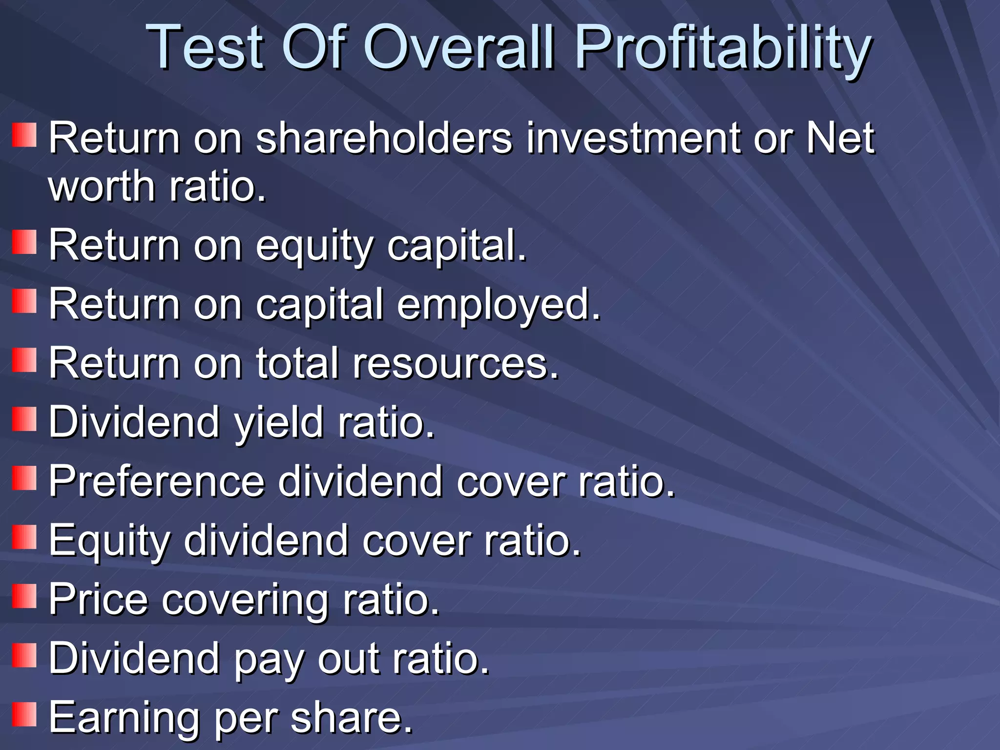 Test Of Overall Profitability
Return on shareholders investment or Net
worth ratio.
Return on equity capital.
Return on capital employed.
Return on total resources.
Dividend yield ratio.
Preference dividend cover ratio.
Equity dividend cover ratio.
Price covering ratio.
Dividend pay out ratio.
Earning per share.